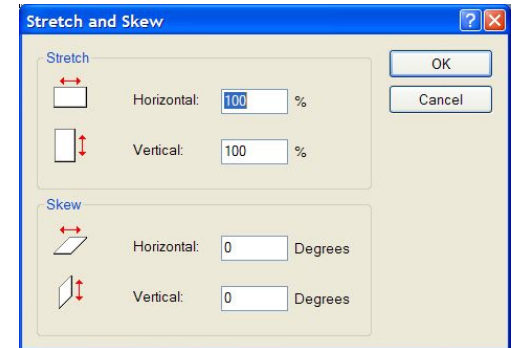 Stretch and Skew
Stretch
OK
Horizontal: 100 %
Cancel
Vertical: 100 %
Skew
Horizontal: 0 Degrees
Vertical: 0 Degrees